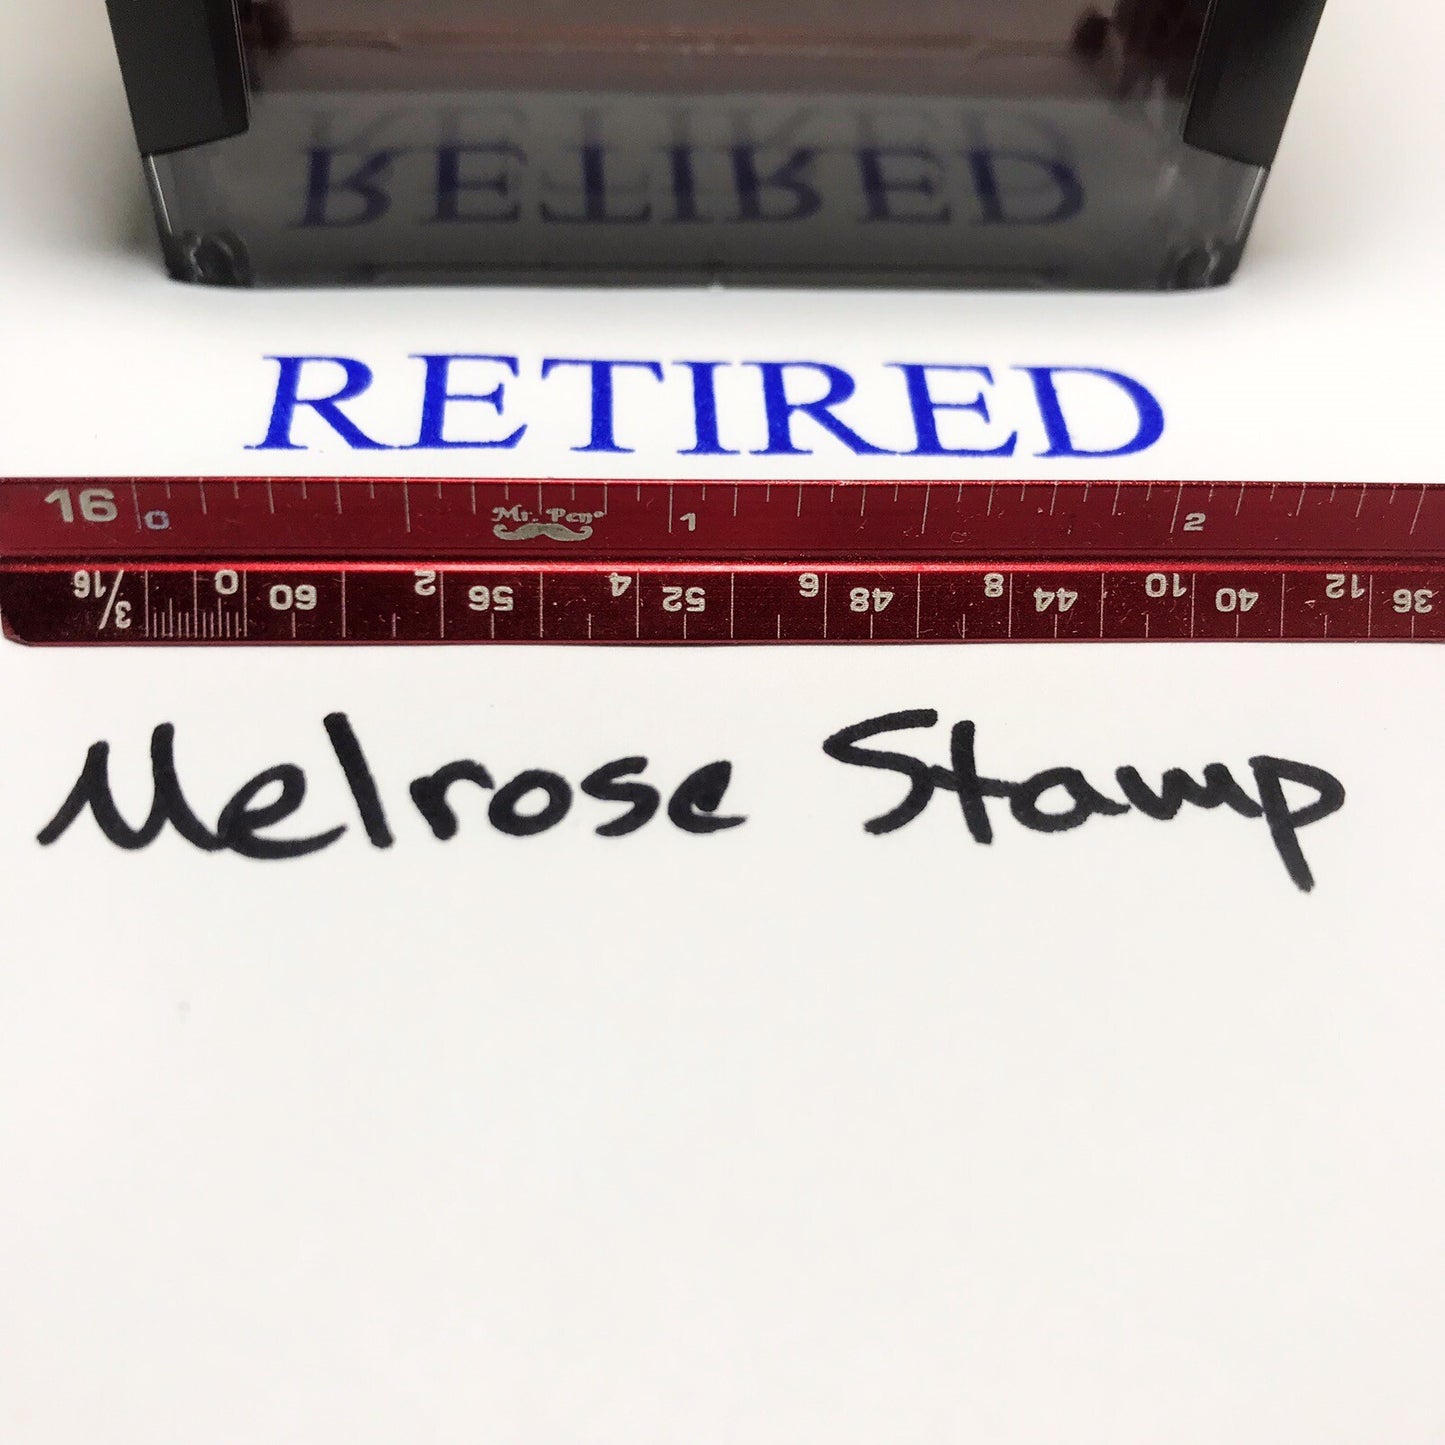 RETIRED
RETIRED
16 0 Mr. Pen® 1 2
3/16 0 60 2 56 4 52 6 48 8 44 10 40 12 36
Melrose Stamp